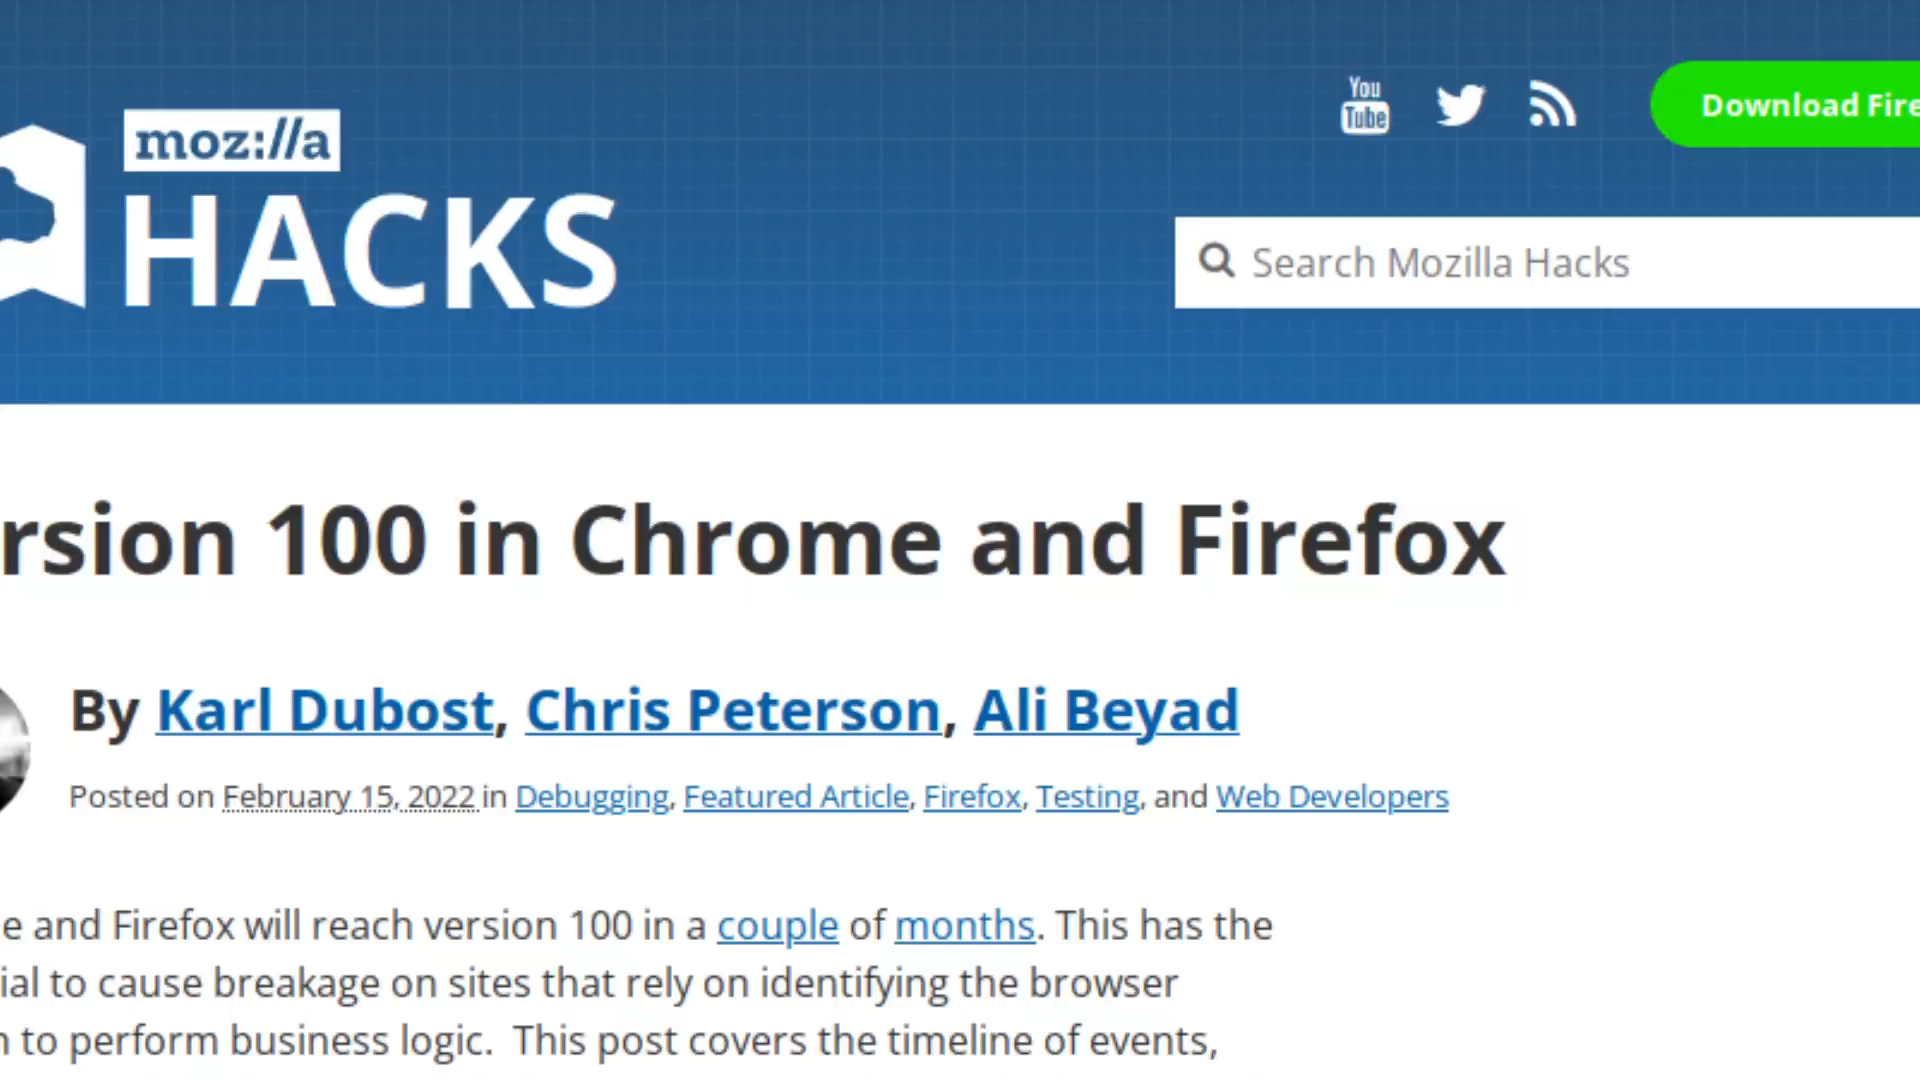 You
Tube
Download Fire
moz://a
HACKS
Search Mozilla Hacks
rsion 100 in Chrome and Firefox
By Karl Dubost, Chris Peterson, Ali Beyad
Posted on February 15, 2022 in Debugging, Featured Article, Firefox, Testing, and Web Developers
e and Firefox will reach version 100 in a couple of months. This has the
ial to cause breakage on sites that rely on identifying the browser
n to perform business logic. This post covers the timeline of events,